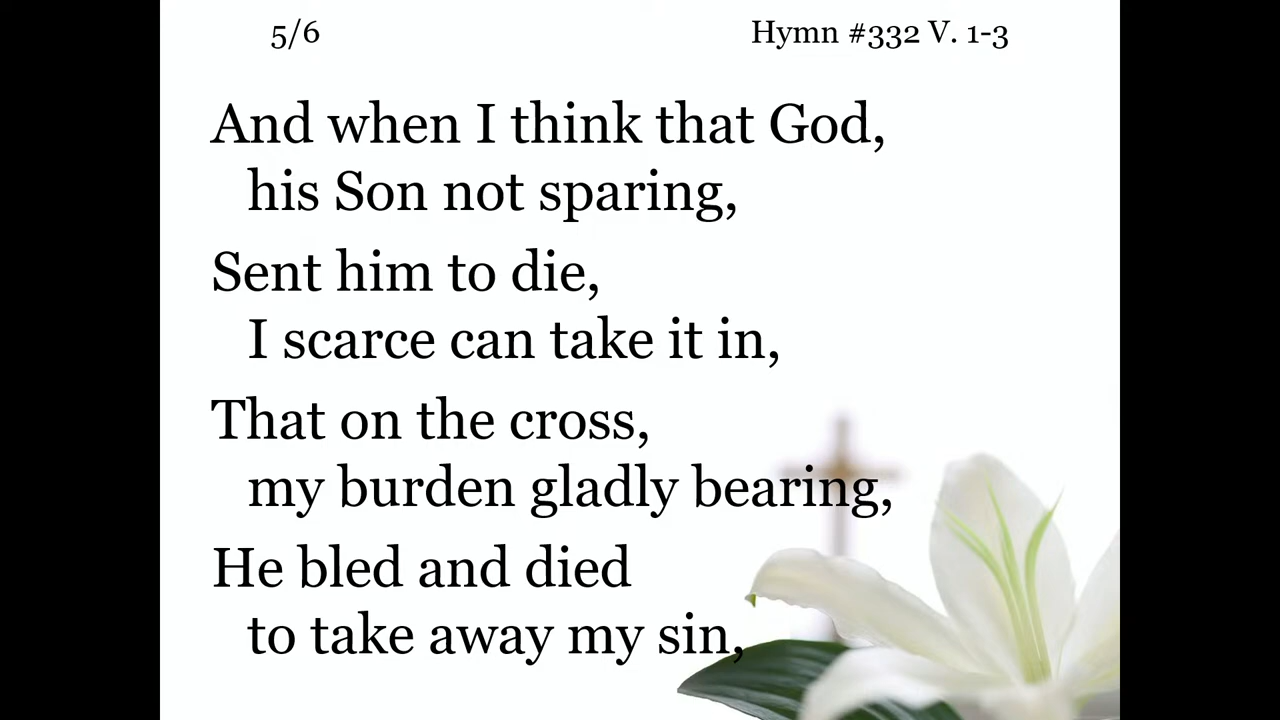 5/6
Hymn #332 V. 1-3
And when I think that God,
his Son not sparing,
Sent him to die,
I scarce can take it in,
That on the cross,
my burden gladly bearing,
He bled and died
to take away my sin,